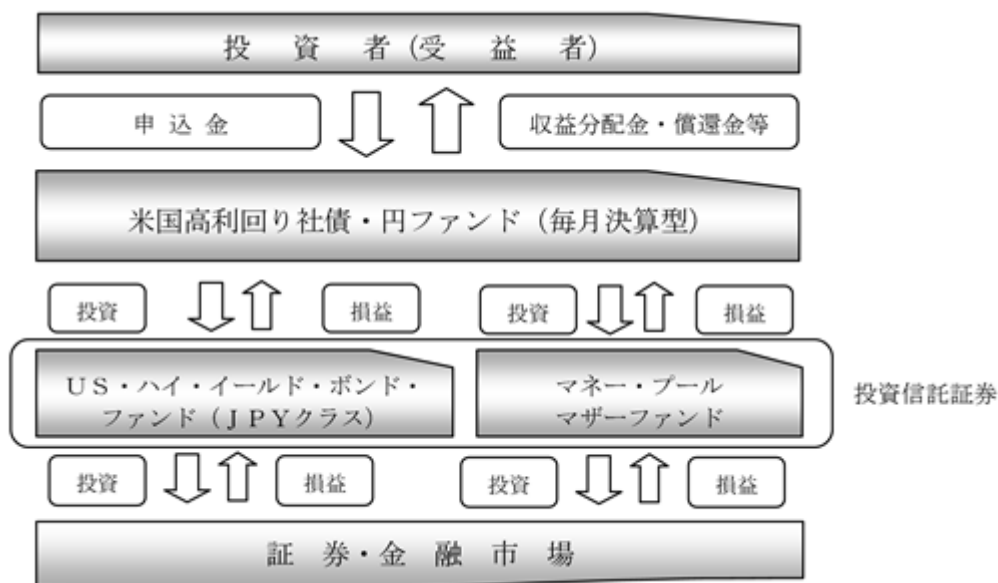 投資者(受益者)
申込金
収益分配金・償還金等
米国高利回り社債・円ファンド(毎月決算型)
投資
損益
投資
損益
US・ハイ・イールド・ボンド・
ファンド(JPYクラス)
マネー・プール
マザーファンド
投資信託証券
投資
損益
投資
損益
証券・金融市場